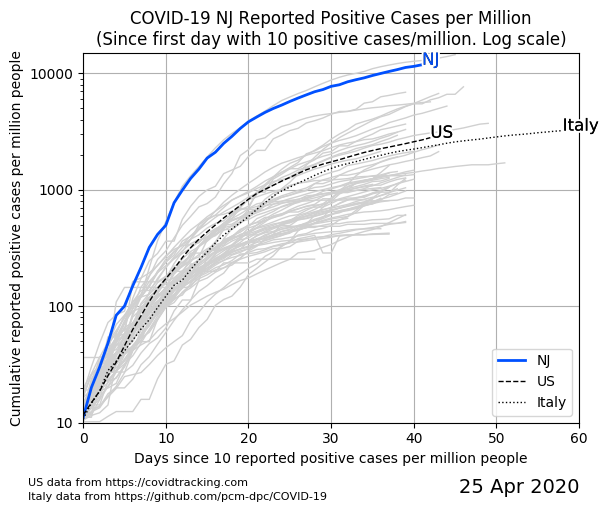 COVID-19 NJ Reported Positive Cases per Million
(Since first day with 10 positive cases/million. Log scale)
Cumulative reported positive cases per million people
10000
1000
100
10
NJ
US
Italy
NJ
US
Italy
0 10 20 30 40 50 60
Days since 10 reported positive cases per million people
US data from https://covidtracking.com
Italy data from https://github.com/pcm-dpc/COVID-19
25 Apr 2020